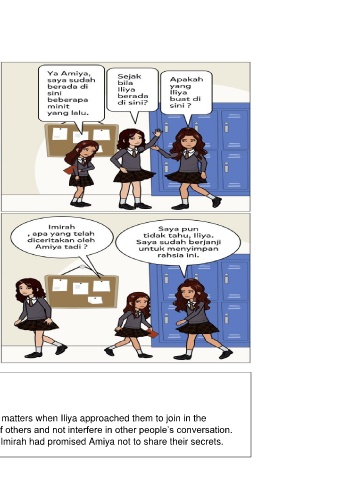 Ya Amiya,
saya sudah
berada di
sini
beberapa
minit
yang lalu.
Sejak
bila
Iliya
berada
di sini?
Apakah
yang
Iliya
buat di
sini ?
Imirah
, apa yang telah
diceritakan oleh
Amiya tadi ?
Saya pun
tidak tahu, Iliya.
Saya sudah berjanji
untuk menyimpan
rahsia ini.
matters when Iliya approached them to join in the
f others and not interfere in other people's conversation.
Imirah had promised Amiya not to share their secrets.